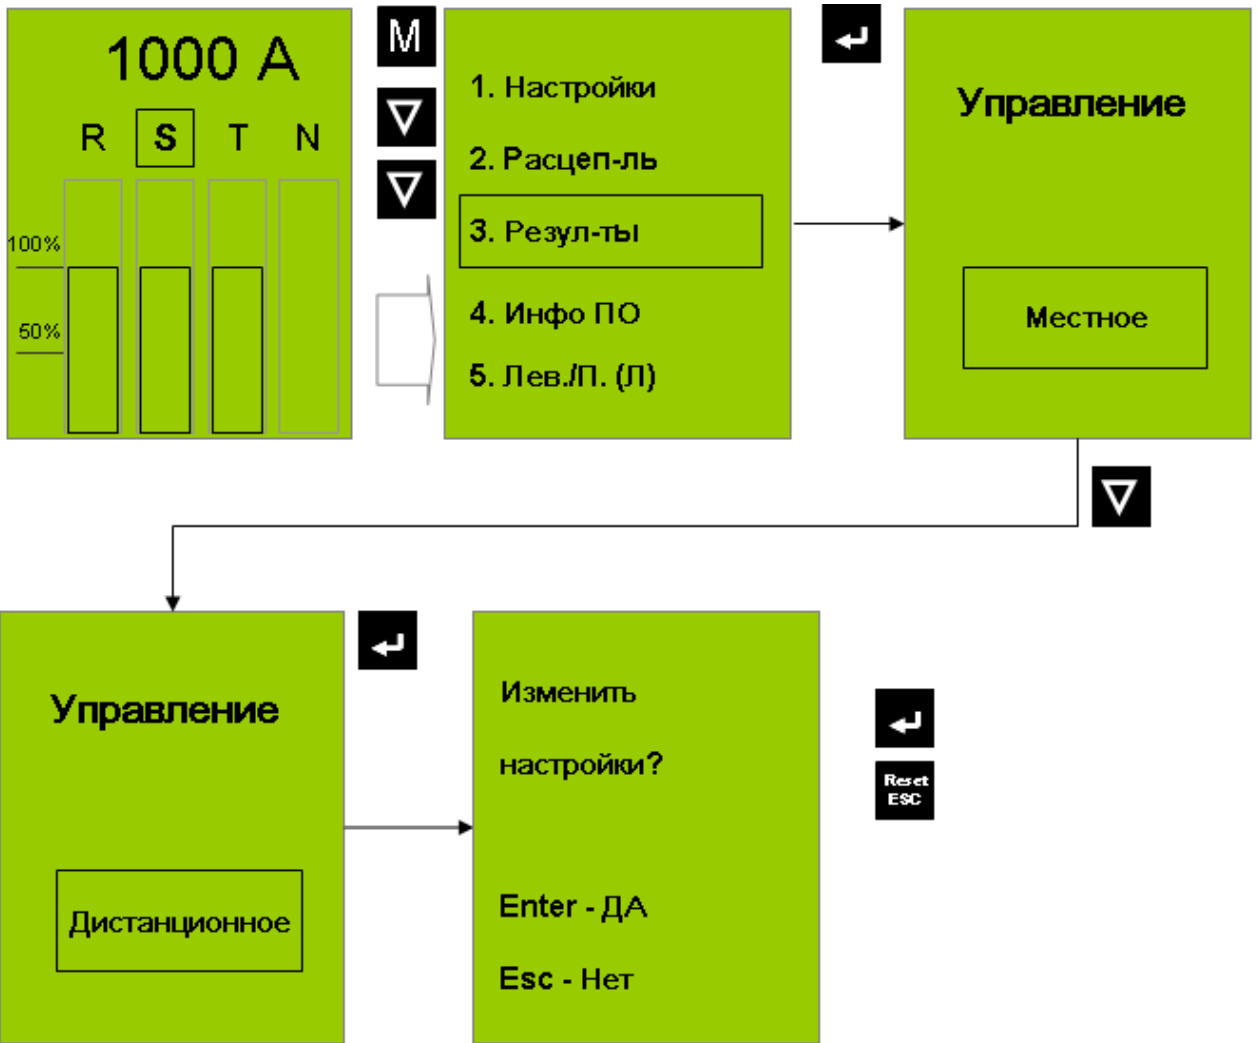 1000 A
R S T N
100%
50%
M
1. Настройки
2. Расцеп-ль
3. Резул-ты
4. Инфо ПО
5. Лев./П. (Л)
Управление
Местное
Управление
Дистанционное
Изменить
настройки?
Enter - ДА
Esc - Нет
Reset
ESC